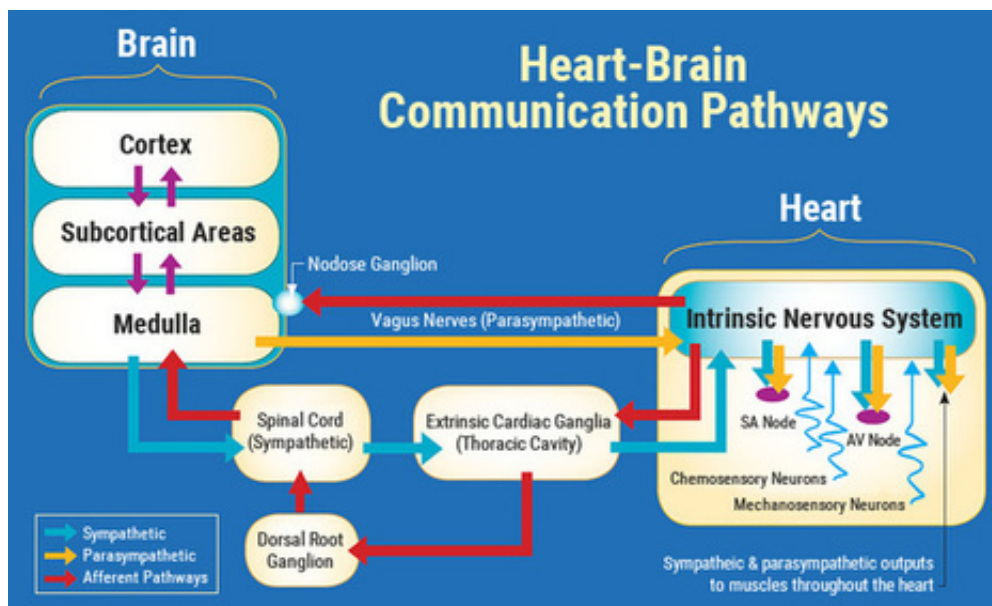 Brain
Heart-Brain
Communication Pathways
Cortex
Subcortical Areas
Medulla
Nodose Ganglion
Vagus Nerves (Parasympathetic)
Heart
Intrinsic Nervous System
SA Node
AV Node
Chemosensory Neurons
Mechanosensory Neurons
Spinal Cord
(Sympathetic)
Extrinsic Cardiac Ganglia
(Thoracic Cavity)
Dorsal Root
Ganglion
Sympathetic
Parasympathetic
Afferent Pathways
Sympatheic & parasympathetic outputs
to muscles throughout the heart